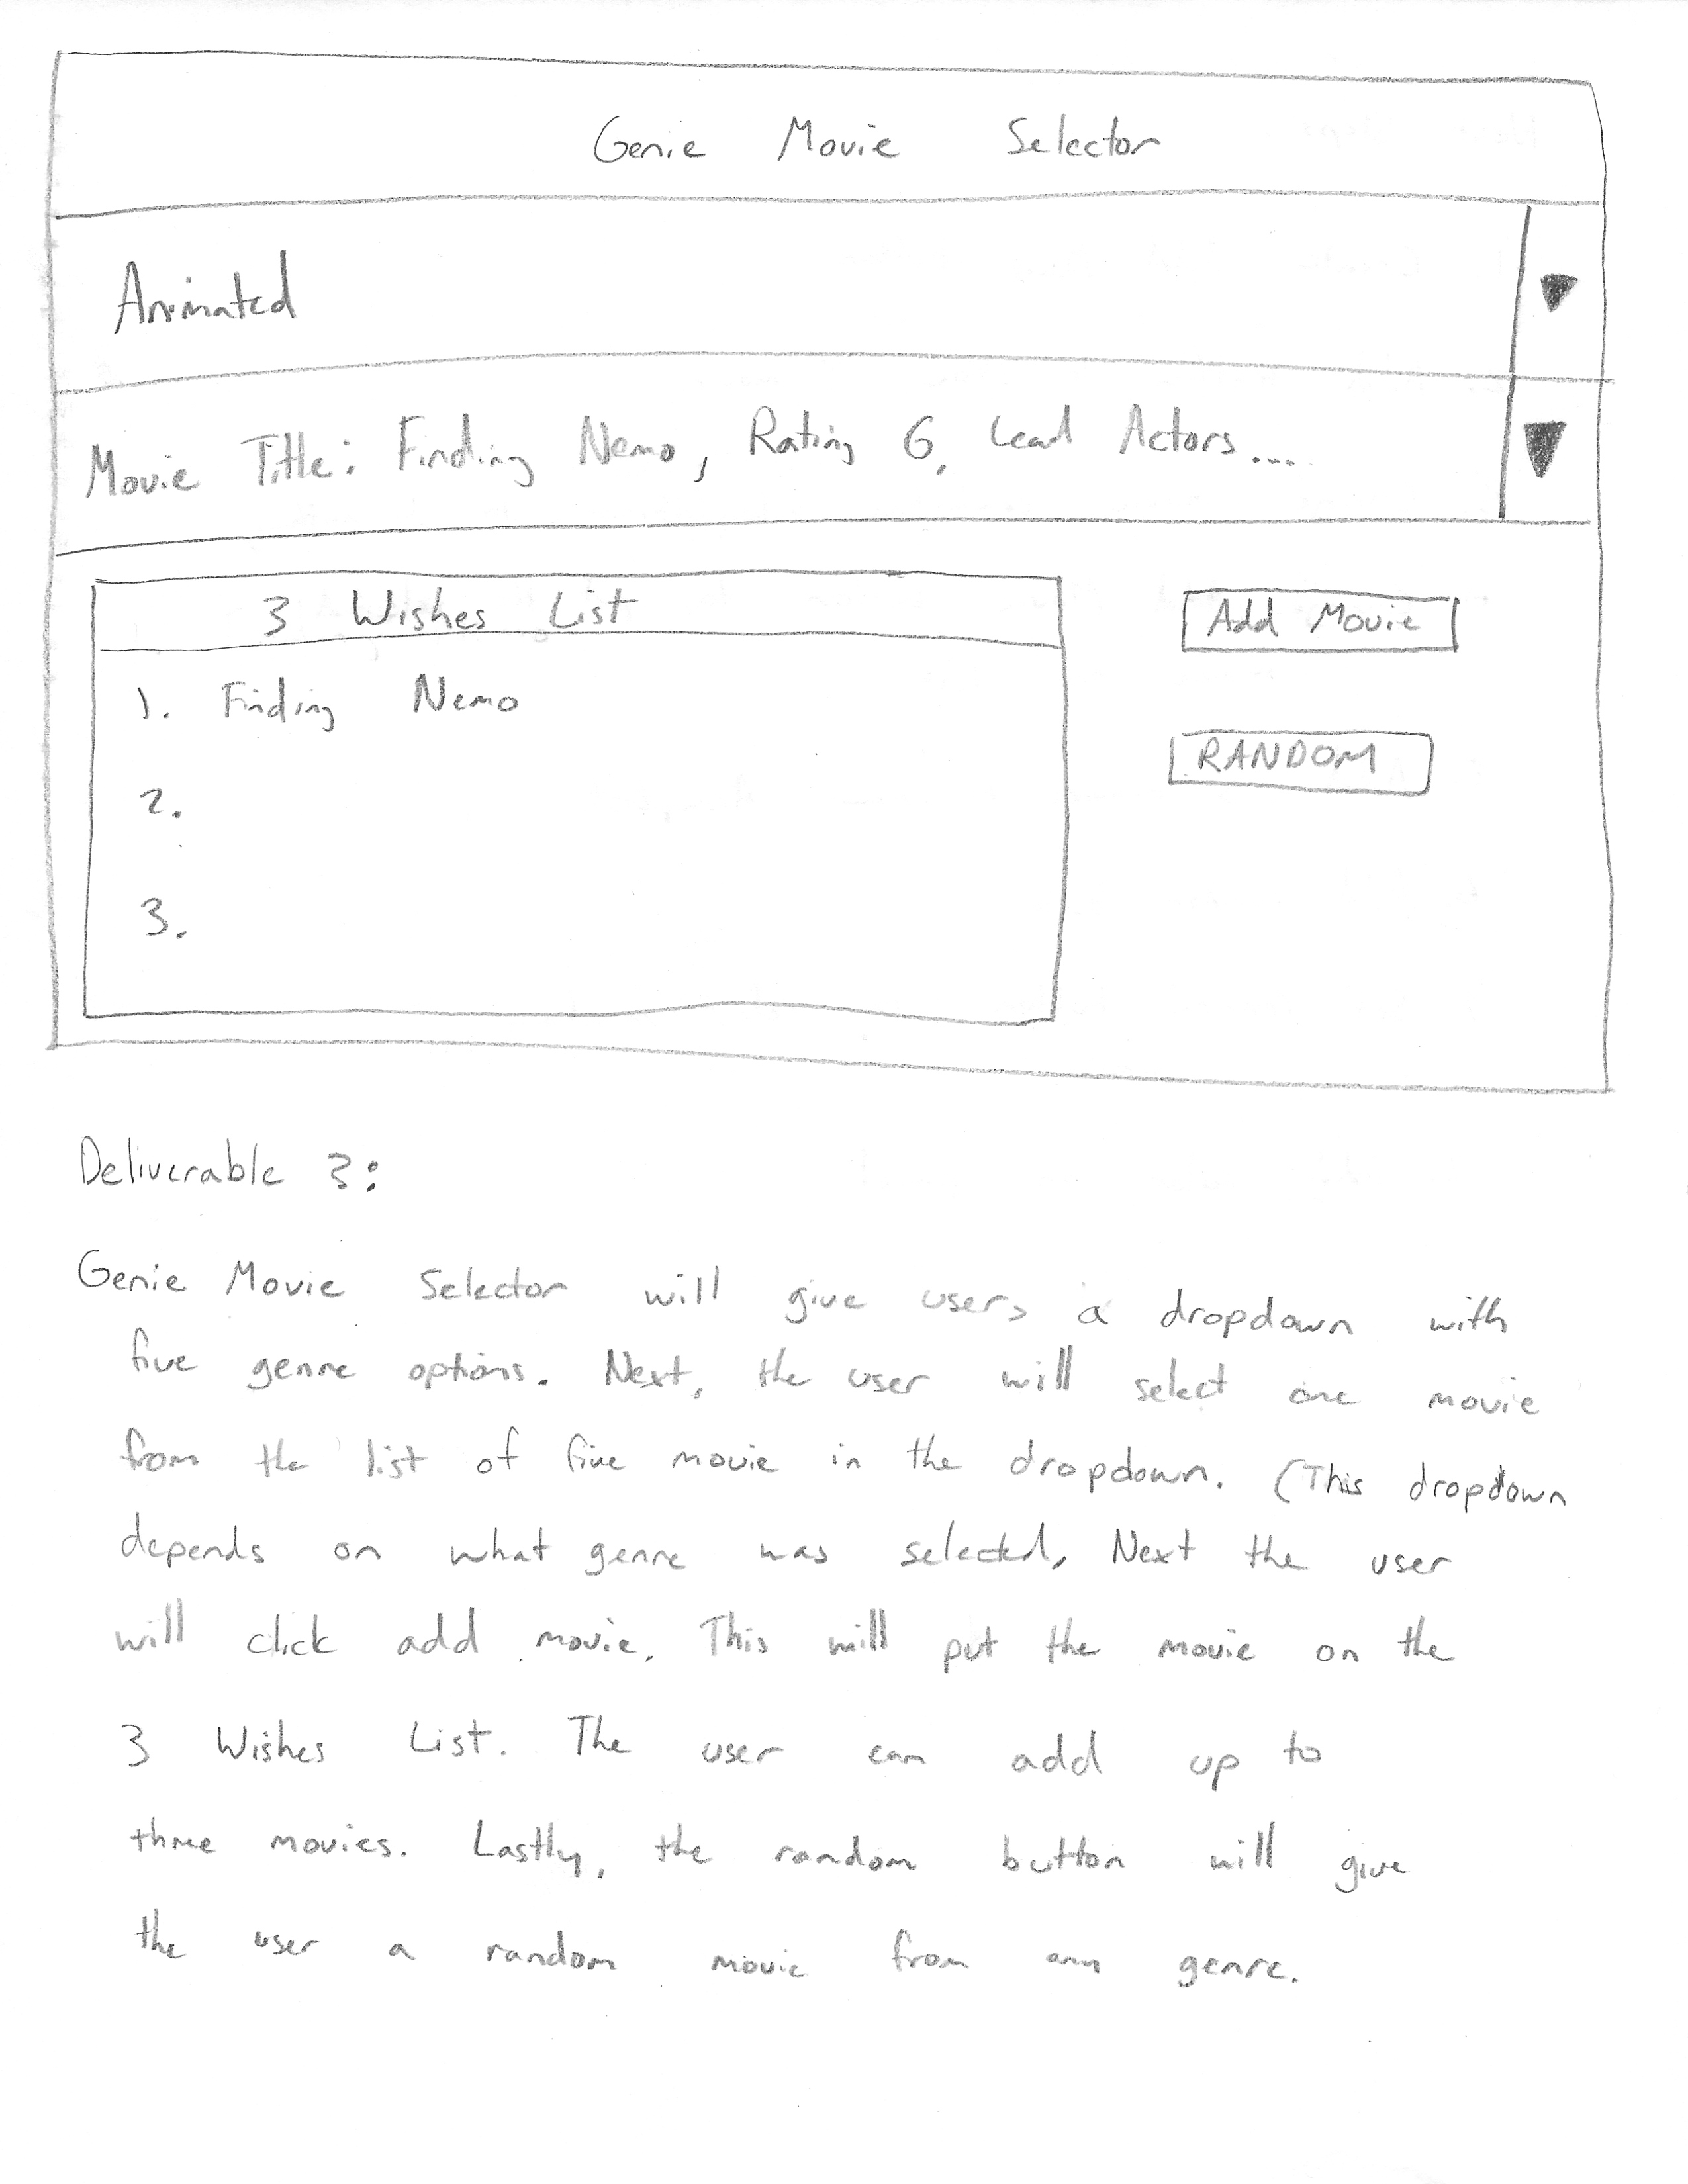 Genie Movie Selector
Animated
Movie Title: Finding Nemo, Rating G, Lead Actors...
3 Wishes List
Add Movie
1. Finding Nemo
RANDOM
2.
3.
Deliverable 3:
Genie Movie Selector will give users a dropdown with
five genre options. Next, the user will select one movie
from the list of five movie in the dropdown. (This dropdown
depends on what genre was selected. Next the user
will click add movie. This will put the movie on the
3 Wishes List. The user can add up to
three movies. Lastly, the random button will give
the user a random movie from any genre.